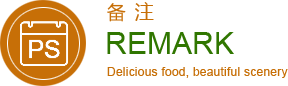 备注
PS
REMARK
Delicious food, beautiful scenery